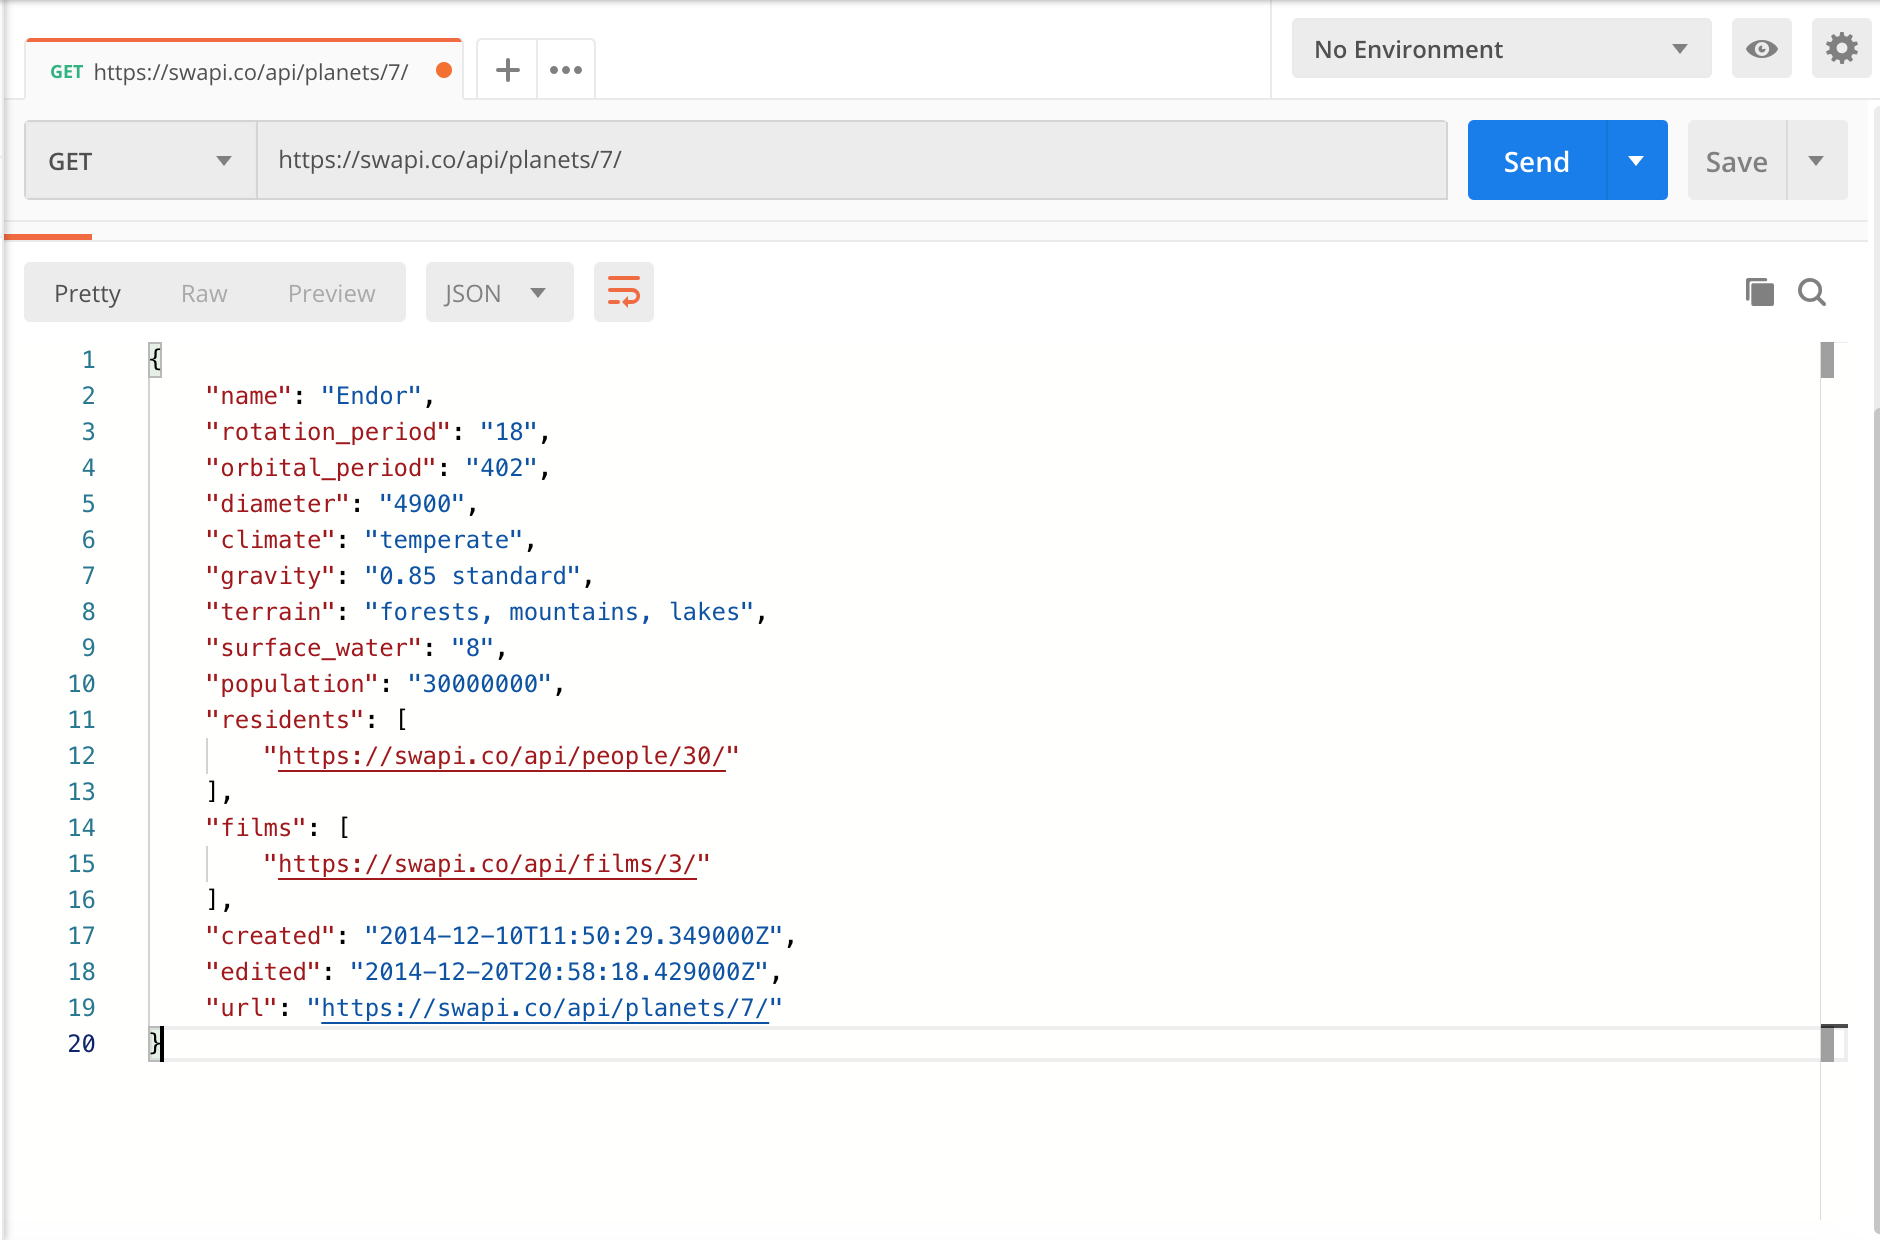 GET https://swapi.co/api/planets/7/
No Environment
GET https://swapi.co/api/planets/7/ Send Save
Pretty Raw Preview JSON
1 {
2 "name": "Endor",
3 "rotation_period": "18",
4 "orbital_period": "402",
5 "diameter": "4900",
6 "climate": "temperate",
7 "gravity": "0.85 standard",
8 "terrain": "forests, mountains, lakes",
9 "surface_water": "8",
10 "population": "30000000",
11 "residents": [
12 "https://swapi.co/api/people/30/"
13 ],
14 "films": [
15 "https://swapi.co/api/films/3/"
16 ],
17 "created": "2014-12-10T11:50:29.349000Z",
18 "edited": "2014-12-20T20:58:18.429000Z",
19 "url": "https://swapi.co/api/planets/7/"
20 }